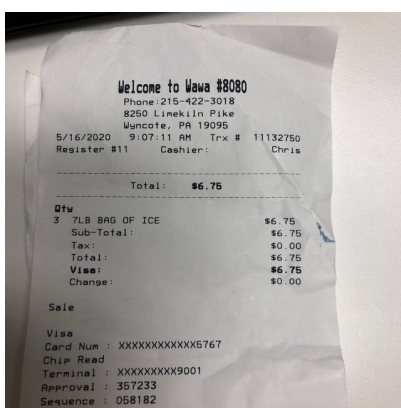 Welcome to Wawa #8080
Phone:215-422-3018
8250 Limekiln Pike
Wyncote, PA 19095
5/16/2020 9:07:11 AM Trx # 11132750
Register #11 Cashier: Chris
Total: $6.75
Qty
3 7LB BAG OF ICE $6.75
Sub-Total: $6.75
Tax: $0.00
Total: $6.75
Visa: $6.75
Change: $0.00
Sale
Visa
Card Num : XXXXXXXXXXXX5767
Chip Read
Terminal : XXXXXXXXX9001
Approval : 357233
Sequence : 058182